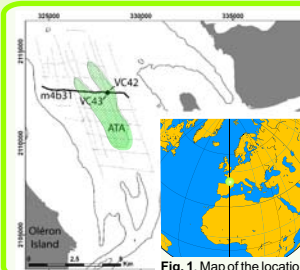 325000 330000 335000
VC42
m4b31 VC43
ATA
2115000
2110000
2105000
Oléron
Island
0 2.5 5 Km
Fig. 1. Map of the locatio